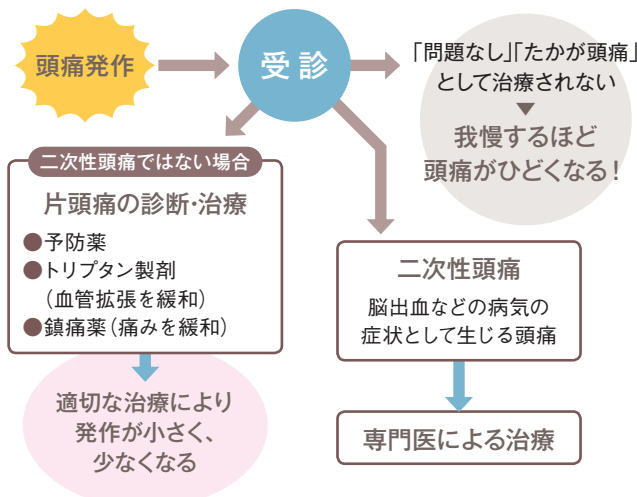 頭痛発作
受診
「問題なし」「たかが頭痛」
として治療されない
▼
我慢するほど
頭痛がひどくなる！
二次性頭痛ではない場合
片頭痛の診断・治療
●予防薬
●トリプタン製剤
（血管拡張を緩和）
●鎮痛薬（痛みを緩和）
適切な治療により
発作が小さく、
少なくなる
二次性頭痛
脳出血などの病気の
症状として生じる頭痛
専門医による治療